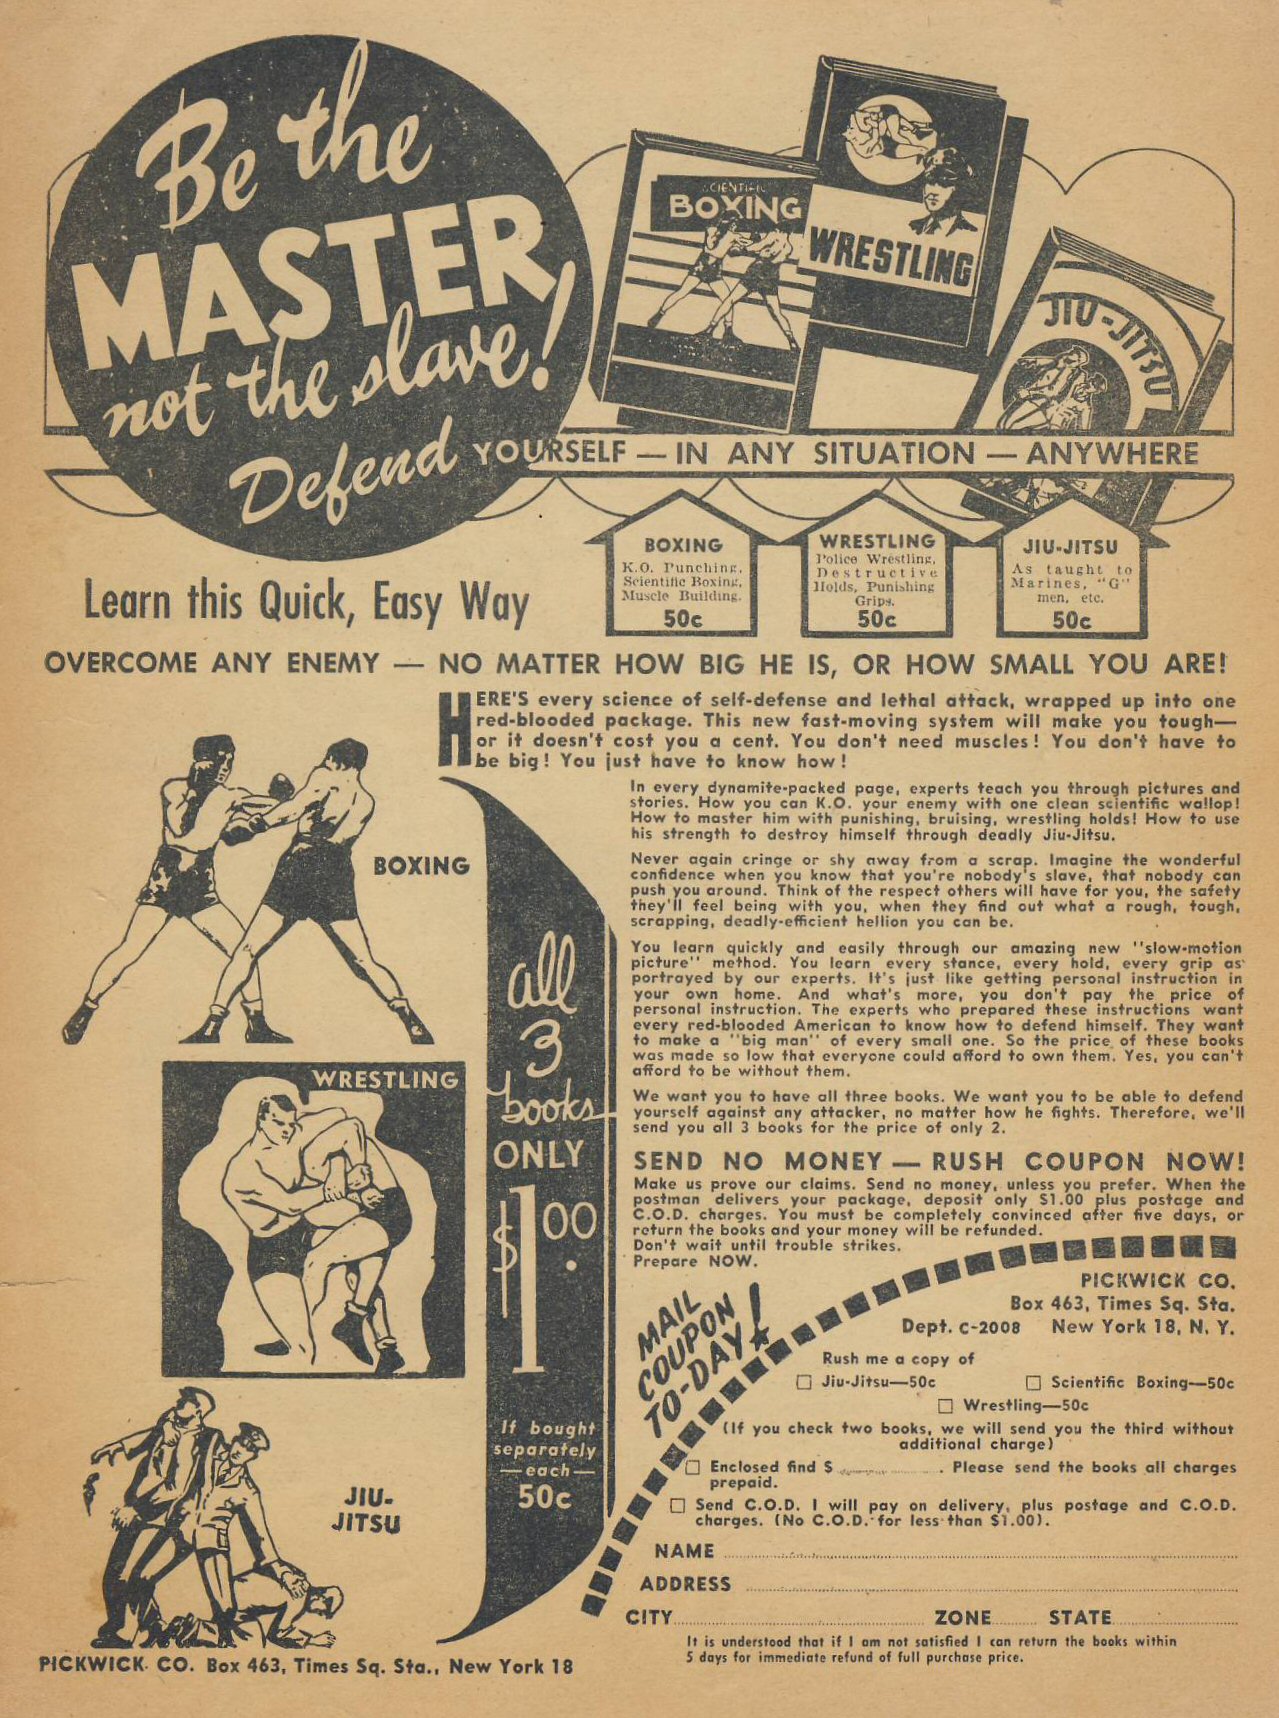 Be the
MASTER,
not the slave!
Defend YOURSELF — IN ANY SITUATION — ANYWHERE
SCIENTIFIC
BOXING
WRESTLING
JIU-JITSU
BOXING
K.O. Punching,
Scientific Boxing,
Muscle Building.
50c
WRESTLING
Police Wrestling,
Destructive
Holds, Punishing
Grips.
50c
JIU-JITSU
As taught to
Marines, "G"
men, etc.
50c
Learn this Quick, Easy Way
OVERCOME ANY ENEMY — NO MATTER HOW BIG HE IS, OR HOW SMALL YOU ARE!
HERE'S every science of self-defense and lethal attack, wrapped up into one
red-blooded package. This new fast-moving system will make you tough—
or it doesn't cost you a cent. You don't need muscles! You don't have to
be big! You just have to know how!
In every dynamite-packed page, experts teach you through pictures and
stories. How you can K.O. your enemy with one clean scientific wallop!
How to master him with punishing, bruising, wrestling holds! How to use
his strength to destroy himself through deadly Jiu-Jitsu.
Never again cringe or shy away from a scrap. Imagine the wonderful
confidence when you know that you're nobody's slave, that nobody can
push you around. Think of the respect others will have for you, the safety
they'll feel being with you, when they find out what a rough, tough,
scrapping, deadly-efficient hellion you can be.
You learn quickly and easily through our amazing new "slow-motion
picture" method. You learn every stance, every hold, every grip as
portrayed by our experts. It's just like getting personal instruction in
your own home. And what's more, you don't pay the price of
personal instruction. The experts who prepared these instructions want
every red-blooded American to know how to defend himself. They want
to make a "big man" of every small one. So the price of these books
was made so low that everyone could afford to own them. Yes, you can't
afford to be without them.
We want you to have all three books. We want you to be able to defend
yourself against any attacker, no matter how he fights. Therefore, we'll
send you all 3 books for the price of only 2.
SEND NO MONEY — RUSH COUPON NOW!
Make us prove our claims. Send no money, unless you prefer. When the
postman delivers your package, deposit only $1.00 plus postage and
C.O.D. charges. You must be completely convinced after five days, or
return the books and your money will be refunded.
Don't wait until trouble strikes.
Prepare NOW.
BOXING
WRESTLING
JIU-
JITSU
all
3
books
ONLY
$1.00
If bought
separately
—each—
50c
MAIL
COUPON
TO-DAY!
PICKWICK CO.
Box 463, Times Sq. Sta.
Dept. C-2008 New York 18, N. Y.
Rush me a copy of
Jiu-Jitsu—50c Scientific Boxing—50c
Wrestling—50c
(If you check two books, we will send you the third without
additional charge)
Enclosed find $ . Please send the books all charges
prepaid.
Send C.O.D. I will pay on delivery, plus postage and C.O.D.
charges. (No C.O.D. for less than $1.00).
NAME
ADDRESS
CITY ZONE STATE
It is understood that if I am not satisfied I can return the books within
5 days for immediate refund of full purchase price.
PICKWICK CO. Box 463, Times Sq. Sta., New York 18